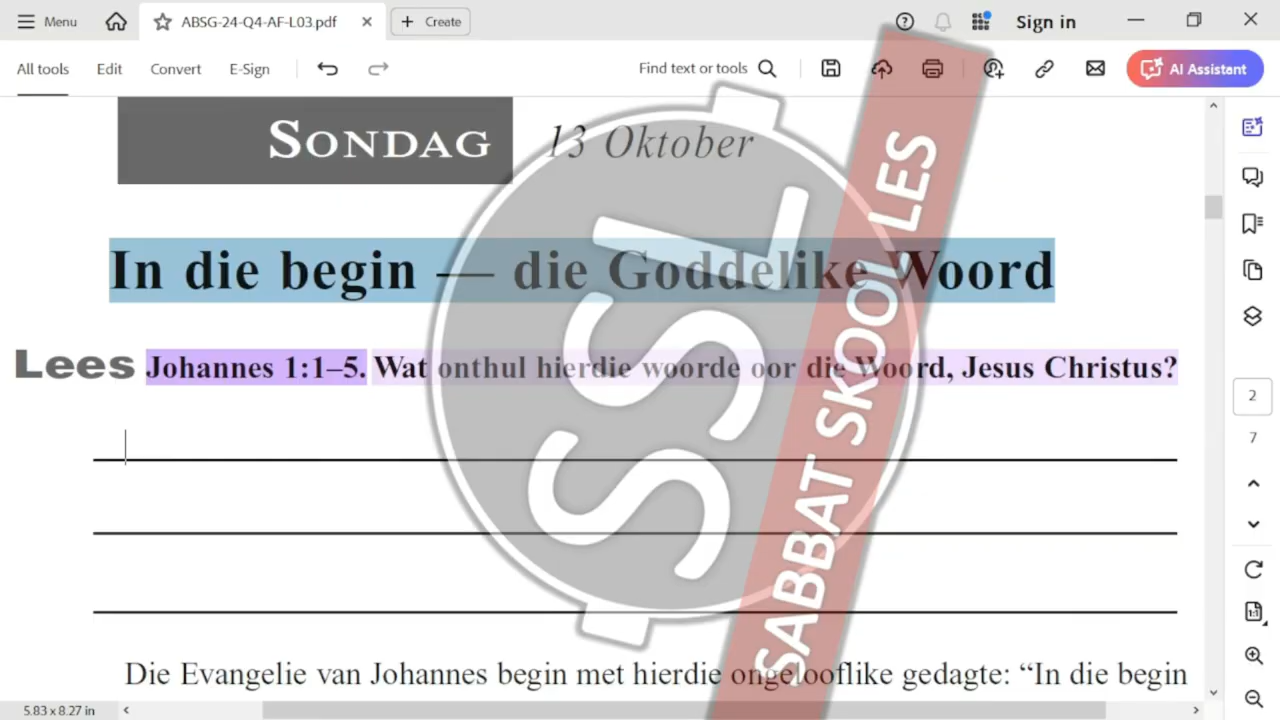 Menu
ABSG-24-Q4-AF-L03.pdf
Create
Sign in
All tools
Edit
Convert
E-Sign
Find text or tools
AI Assistant
SONDAG
13 Oktober
In die begin — die Goddelike Woord
Lees Johannes 1:1–5. Wat onthul hierdie woorde oor die Woord, Jesus Christus?
Die Evangelie van Johannes begin met hierdie ongelooflike gedagte: “In die begin
SSL
SABBAT SKOOL LES
2
7
5.83 x 8.27 in